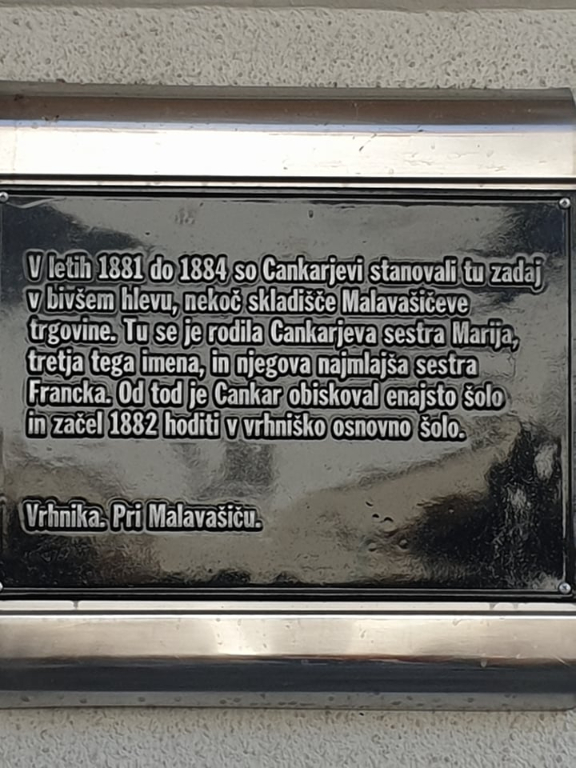 V letih 1881 do 1884 so Cankarjevi stanovali tu zadaj
v bivšem hlevu, nekoč skladišče Malavašičeve
trgovine. Tu se je rodila Cankarjeva sestra Marija,
tretja tega imena, in njegova najmlajša sestra
Francka. Od tod je Cankar obiskoval enajsto šolo
in začel 1882 hoditi v vrhniško osnovno šolo.
Vrhnika. Pri Malavašiču.